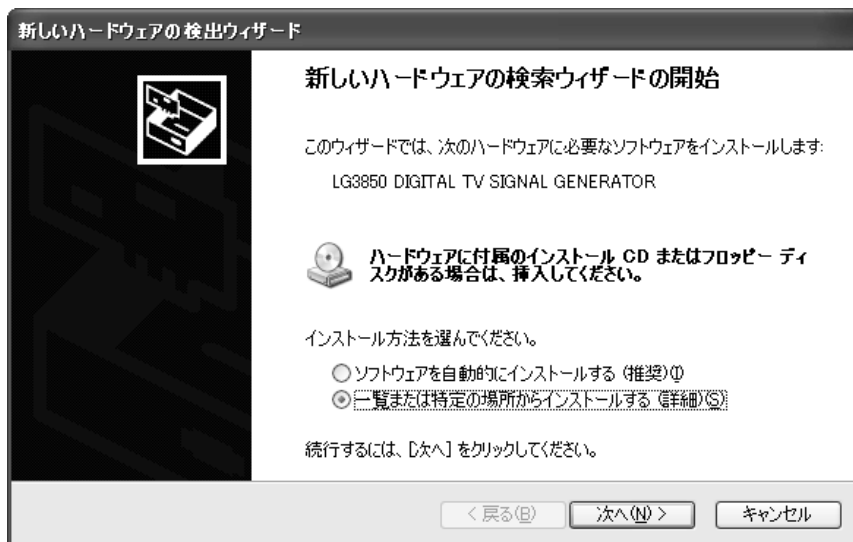 新しいハードウェアの検出ウィザード
新しいハードウェアの検索ウィザードの開始
このウィザードでは、次のハードウェアに必要なソフトウェアをインストールします:
LG3850 DIGITAL TV SIGNAL GENERATOR
ハードウェアに付属のインストール CD またはフロッピー ディ
スクがある場合は、挿入してください。
インストール方法を選んでください。
ソフトウェアを自動的にインストールする (推奨)(I)
一覧または特定の場所からインストールする (詳細)(S)
続行するには、[次へ] をクリックしてください。
< 戻る(B)
次へ(N) >
キャンセル